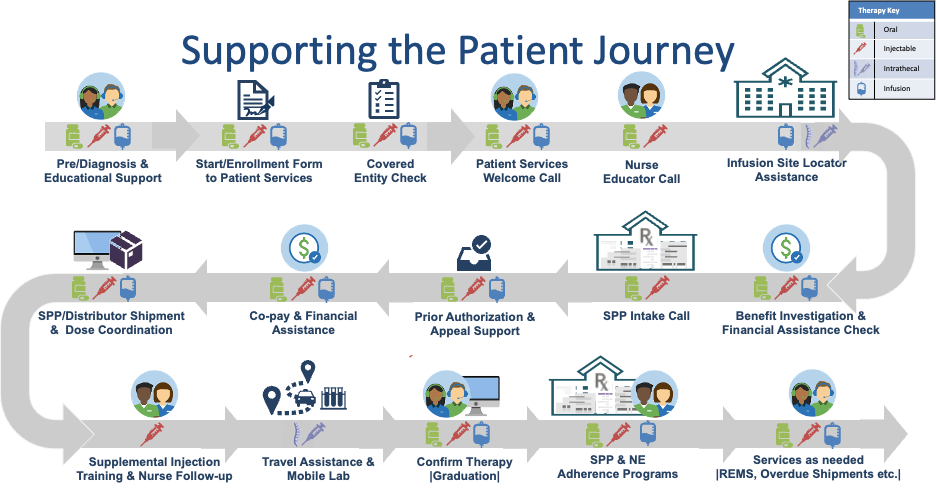 Supporting the Patient Journey
Therapy Key
Oral
Injectable
Intrathecal
Infusion
Pre/Diagnosis &
Educational Support
Start/Enrollment Form
to Patient Services
Covered
Entity Check
Patient Services
Welcome Call
Nurse
Educator Call
Infusion Site Locator
Assistance
Rx
SPP/Distributor Shipment
& Dose Coordination
Co-pay & Financial
Assistance
Prior Authorization &
Appeal Support
SPP Intake Call
Benefit Investigation &
Financial Assistance Check
Rx
Supplemental Injection
Training & Nurse Follow-up
Travel Assistance &
Mobile Lab
Confirm Therapy
|Graduation|
SPP & NE
Adherence Programs
Services as needed
|REMS, Overdue Shipments etc.|